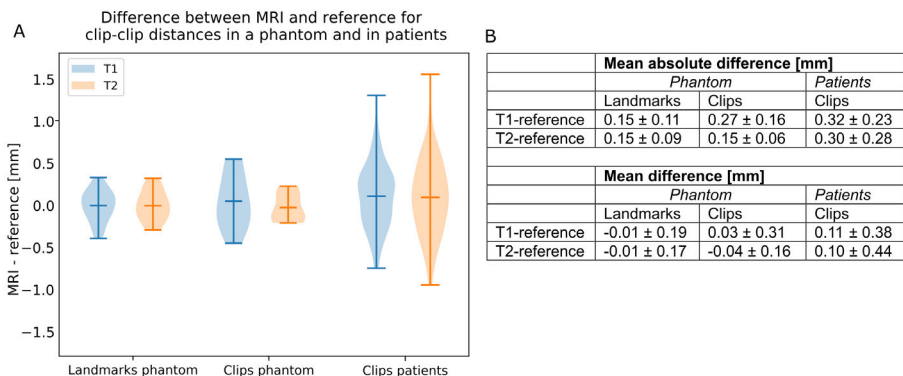 A
Difference between MRI and reference for
clip-clip distances in a phantom and in patients
T1
T2
MRI - reference [mm]
1.5
1.0
0.5
0.0
−0.5
−1.0
−1.5
Landmarks phantom Clips phantom Clips patients
B
Mean absolute difference [mm]
Phantom Patients
Landmarks Clips Clips
T1-reference 0.15 ± 0.11 0.27 ± 0.16 0.32 ± 0.23
T2-reference 0.15 ± 0.09 0.15 ± 0.06 0.30 ± 0.28
Mean difference [mm]
Phantom Patients
Landmarks Clips Clips
T1-reference -0.01 ± 0.19 0.03 ± 0.31 0.11 ± 0.38
T2-reference -0.01 ± 0.17 -0.04 ± 0.16 0.10 ± 0.44